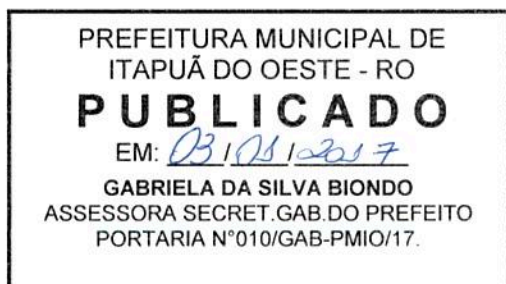 PREFEITURA MUNICIPAL DE
ITAPUÃ DO OESTE - RO
PUBLICADO
EM: 03/01/2017
GABRIELA DA SILVA BIONDO
ASSESSORA SECRET.GAB.DO PREFEITO
PORTARIA N°010/GAB-PMIO/17.